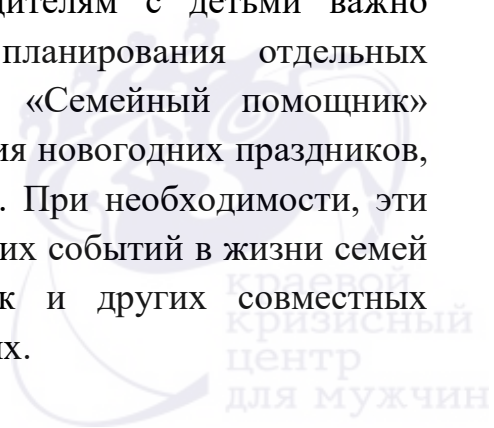 дителям с детьми важно
планирования отдельных
«Семейный помощник»
ия новогодних праздников,
. При необходимости, эти
их событий в жизни семей
к и других совместных
ях.
краевой
кризисный
центр
для мужчин